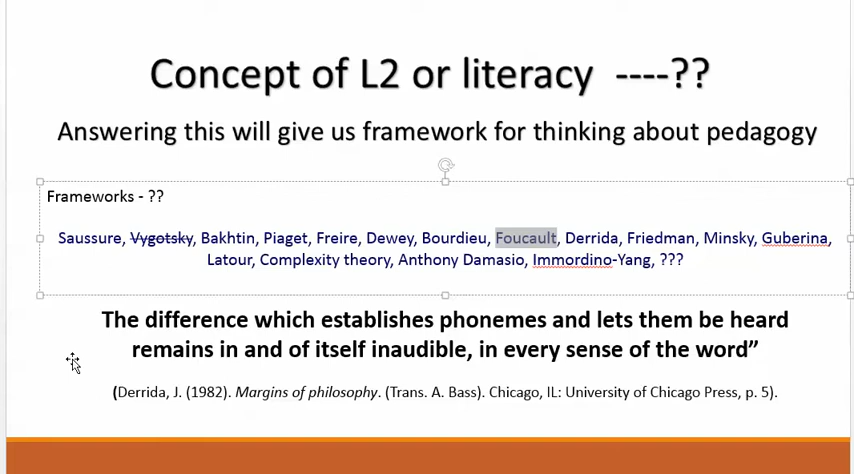 Concept of L2 or literacy ----??
Answering this will give us framework for thinking about pedagogy
Frameworks - ??
Saussure, Vygotsky, Bakhtin, Piaget, Freire, Dewey, Bourdieu, Foucault, Derrida, Friedman, Minsky, Guberina,
Latour, Complexity theory, Anthony Damasio, Immordino-Yang, ???
The difference which establishes phonemes and lets them be heard
remains in and of itself inaudible, in every sense of the word”
(Derrida, J. (1982). Margins of philosophy. (Trans. A. Bass). Chicago, IL: University of Chicago Press, p. 5).